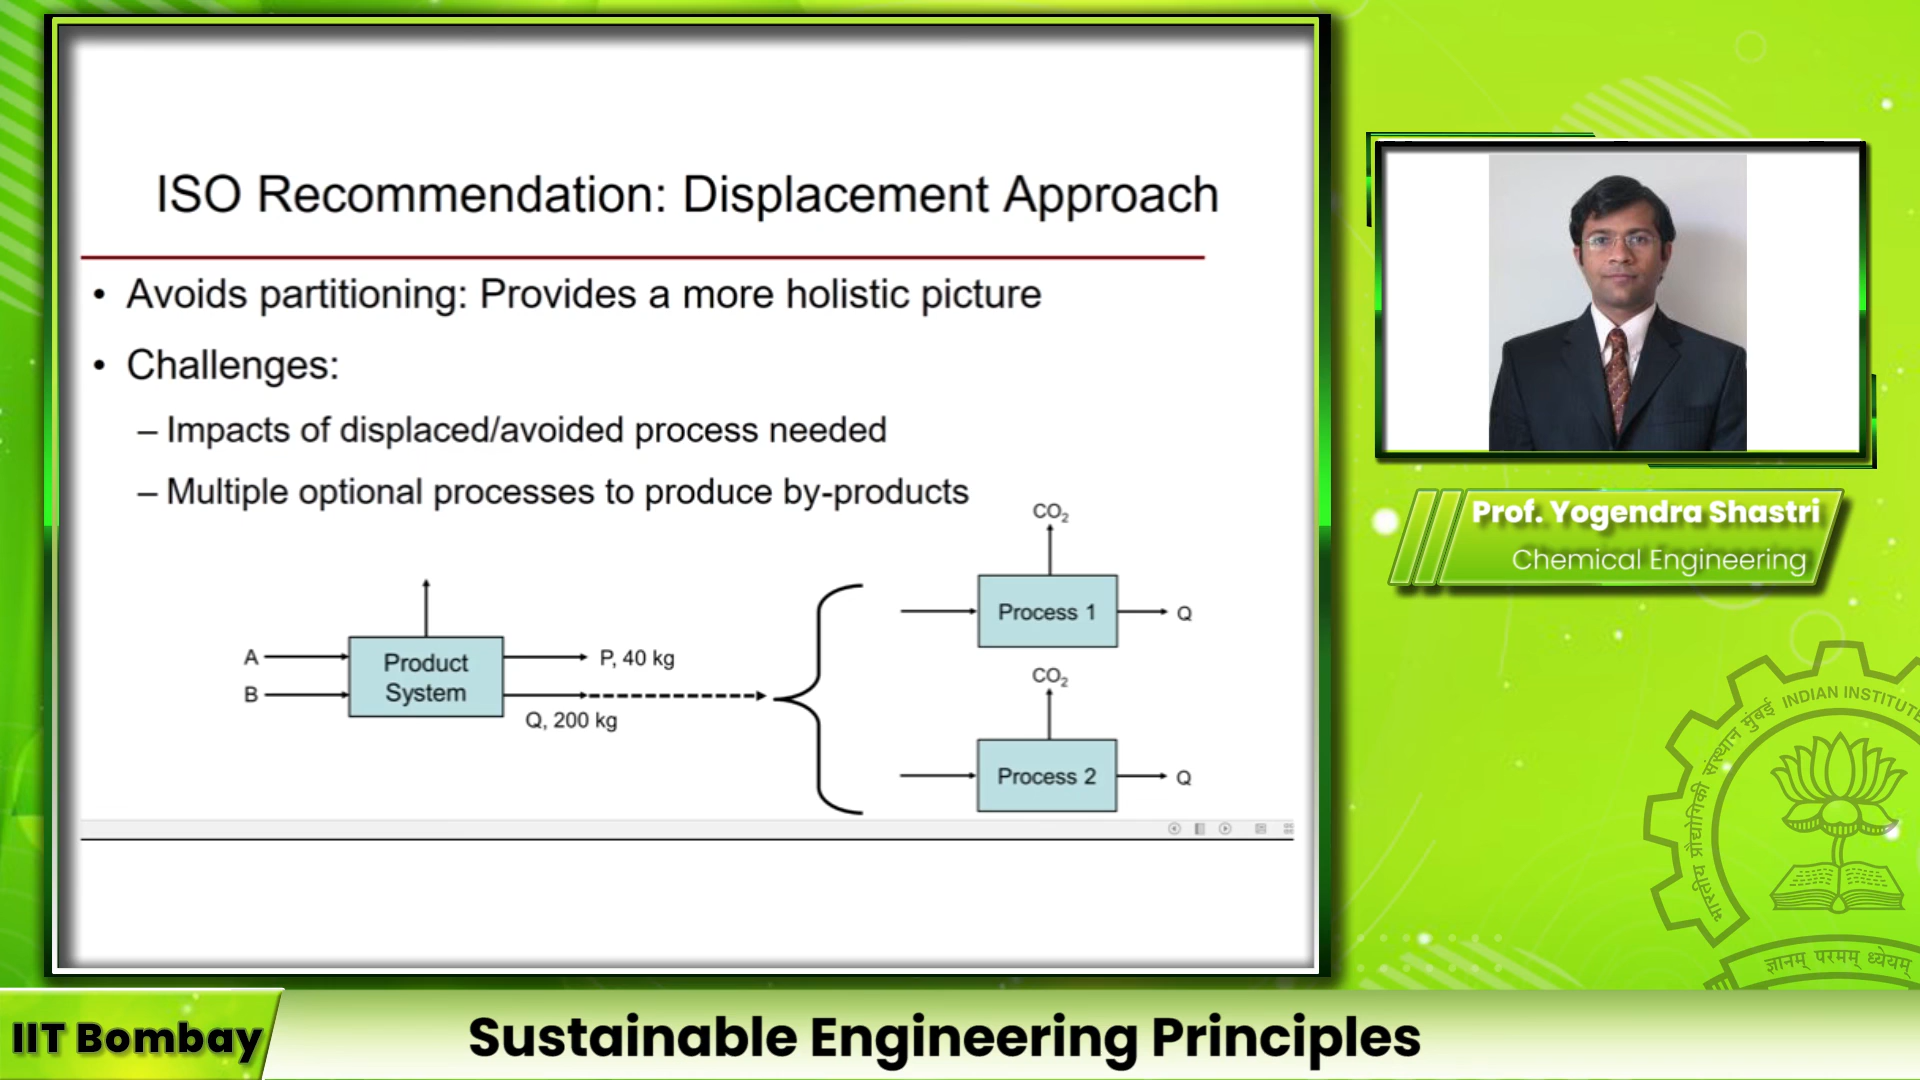 ISO Recommendation: Displacement Approach
• Avoids partitioning: Provides a more holistic picture
• Challenges:
– Impacts of displaced/avoided process needed
– Multiple optional processes to produce by-products
CO2
Process 1
Q
A
B
Product
System
P, 40 kg
Q, 200 kg
CO2
Process 2
Q
Prof. Yogendra Shastri
Chemical Engineering
भारतीय प्रौद्योगिकी संस्थान मुंबई
INDIAN INSTITUTE
ज्ञानम् परमम् ध्येयम्
IIT Bombay
Sustainable Engineering Principles